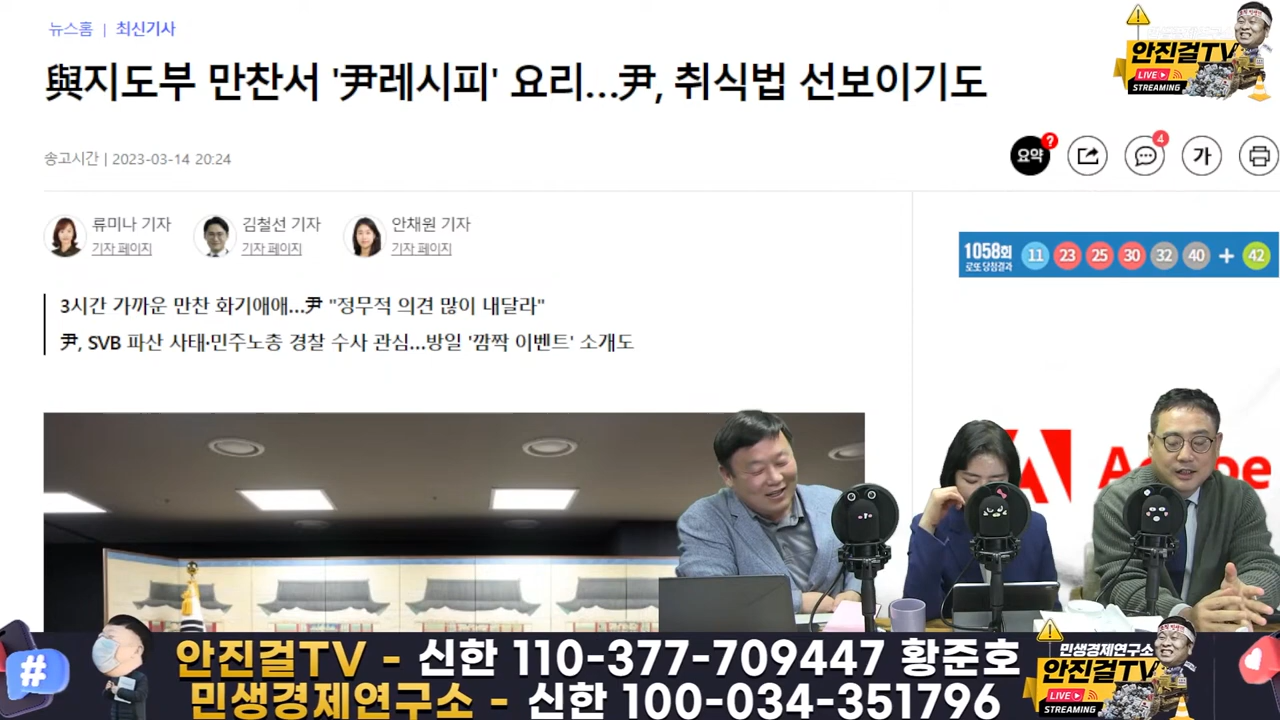 뉴스홈 | 최신기사
안진걸TV
LIVE
STREAMING
與지도부 만찬서 '尹레시피' 요리…尹, 취식법 선보이기도
송고시간 | 2023-03-14 20:24
요약 ? 4 가
류미나 기자
기자 페이지
김철선 기자
기자 페이지
안채원 기자
기자 페이지
1058회
로또 당첨결과
11 23 25 30 32 40 + 42
3시간 가까운 만찬 화기애애…尹 "정무적 의견 많이 내달라"
尹, SVB 파산 사태·민주노총 경찰 수사 관심…방일 '깜짝 이벤트' 소개도
#
안진걸TV - 신한 110-377-709447 황준호
민생경제연구소 - 신한 100-034-351796
민생경제연구소
안진걸TV
LIVE
STREAMING